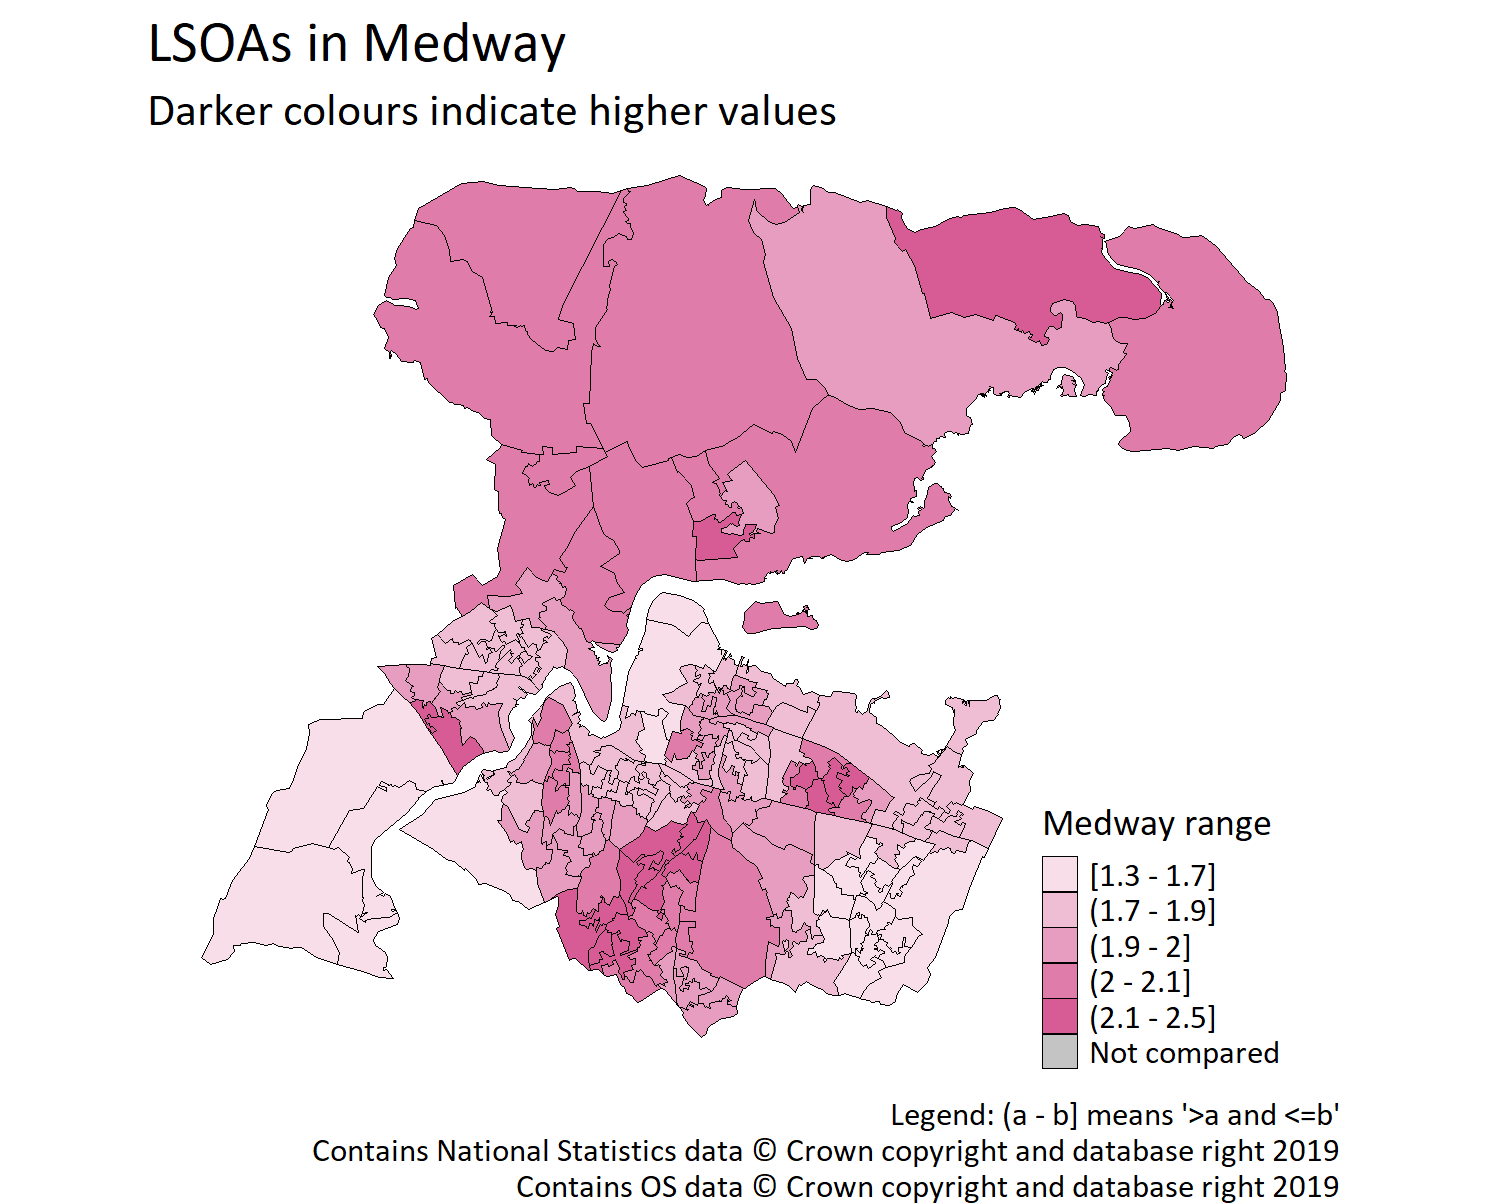 LSOAs in Medway
Darker colours indicate higher values
Medway range
[1.3 - 1.7]
(1.7 - 1.9]
(1.9 - 2]
(2 - 2.1]
(2.1 - 2.5]
Not compared
Legend: (a - b] means '>a and <=b'
Contains National Statistics data © Crown copyright and database right 2019
Contains OS data © Crown copyright and database right 2019